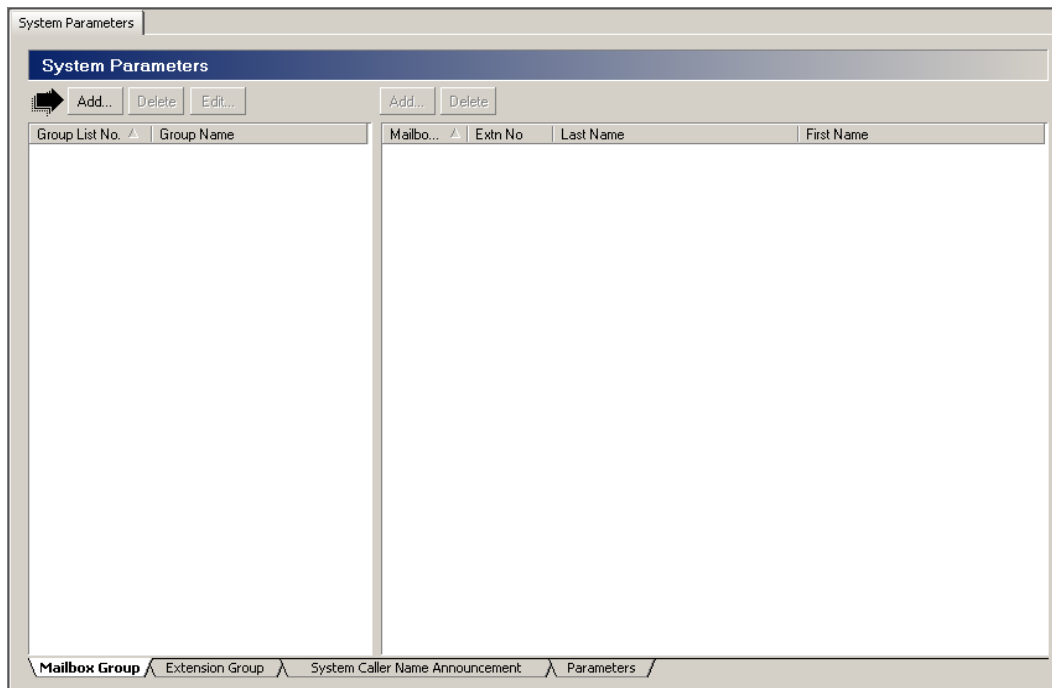 System Parameters
System Parameters
Add... Delete Edit... Add... Delete
Group List No. Group Name Mailbo... Extn No Last Name First Name
Mailbox Group Extension Group System Caller Name Announcement Parameters